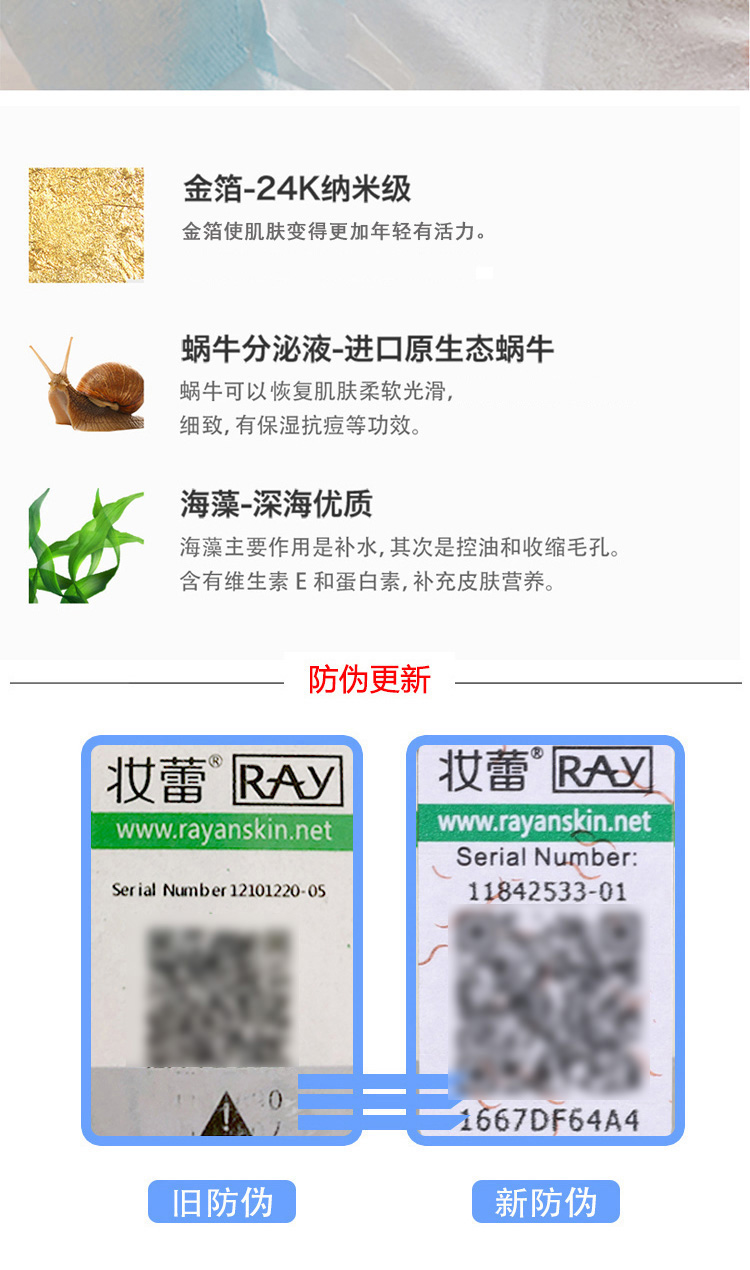 金箔-24K纳米级
金箔使肌肤变得更加年轻有活力。
蜗牛分泌液-进口原生态蜗牛
蜗牛可以恢复肌肤柔软光滑,
细致,有保湿抗痘等功效。
海藻-深海优质
海藻主要作用是补水,其次是控油和收缩毛孔。
含有维生素 E 和蛋白素,补充皮肤营养。
防伪更新
妆蕾® RAY
www.rayanskin.net
Serial Number 12101220-05
妆蕾® RAY
www.rayanskin.net
Serial Number:
11842533-01
1667DF64A4
旧防伪
新防伪